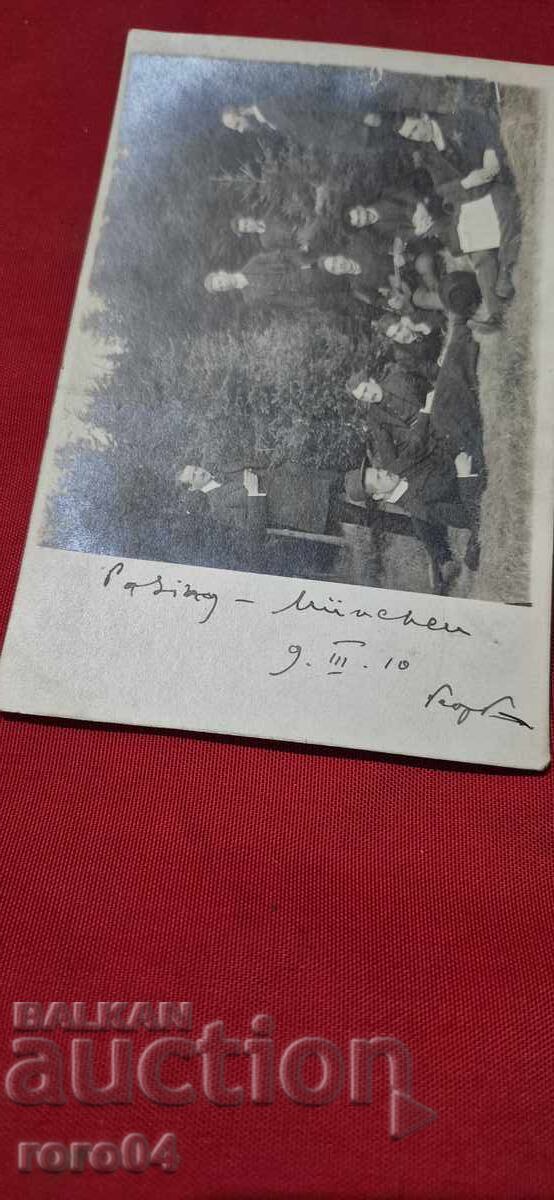 Pasing - München
9. III. 10
BALKAN
auction
roro04